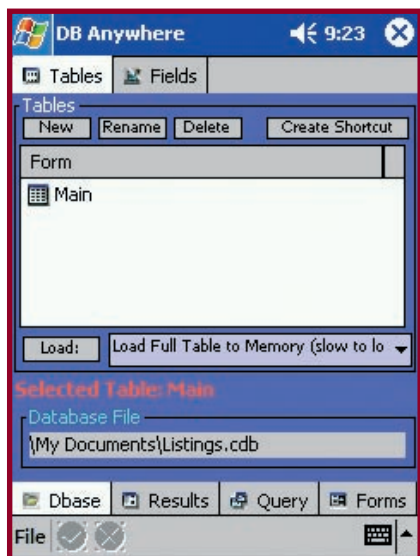 DB Anywhere 9:23
Tables Fields
Tables
New Rename Delete Create Shortcut
Form
Main
Load: Load Full Table to Memory (slow to lo
Selected Table: Main
Database File
\My Documents\Listings.cdb
Dbase Results Query Forms
File